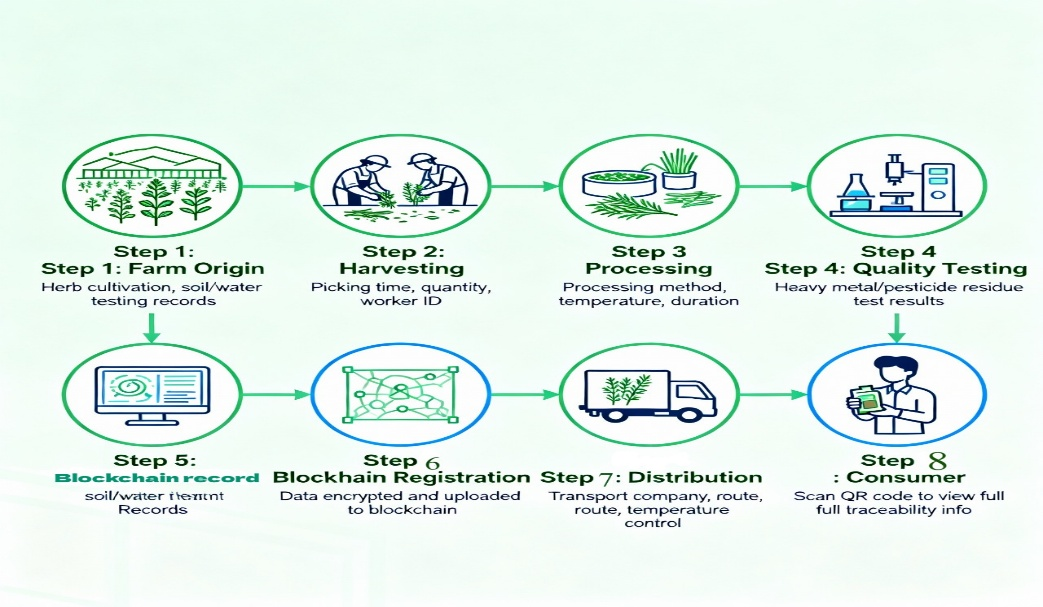 Step 1:
Step 1: Farm Origin
Herb cultivation, soil/water
testing records
Step 2:
Harvesting
Picking time, quantity,
worker ID
Step 3
Processing
Processing method,
temperature, duration
Step 4
Step 4: Quality Testing
Heavy metal/pesticide residue
test results
Step 5:
Blockchain record
soil/water
Records
Step 6
Blockhain Registration
Data encrypted and uploaded
to blockchain
Step 7: Distribution
Transport company, route,
route, temperature
control
Step 8
: Consumer
Scan QR code to view full
full traceability info